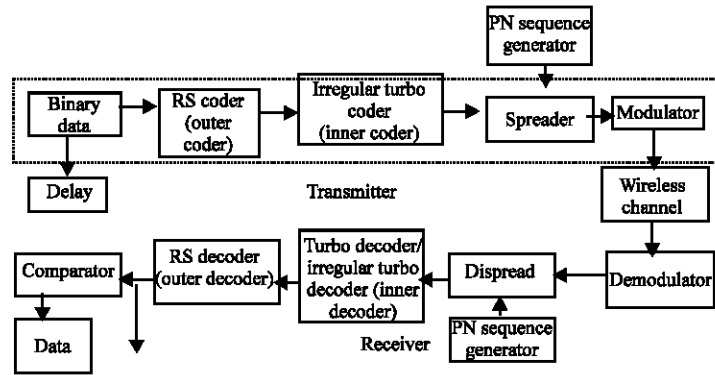 PN sequence
generator
Binary
data
RS coder
(outer
coder)
Irregular turbo
coder
(inner coder)
Spreader
Modulator
Delay
Transmitter
Wireless
channel
Comparator
RS decoder
(outer decoder)
Turbo decoder/
irregular turbo
decoder (inner
decoder)
Dispread
Demodulator
Data
Receiver
PN sequence
generator